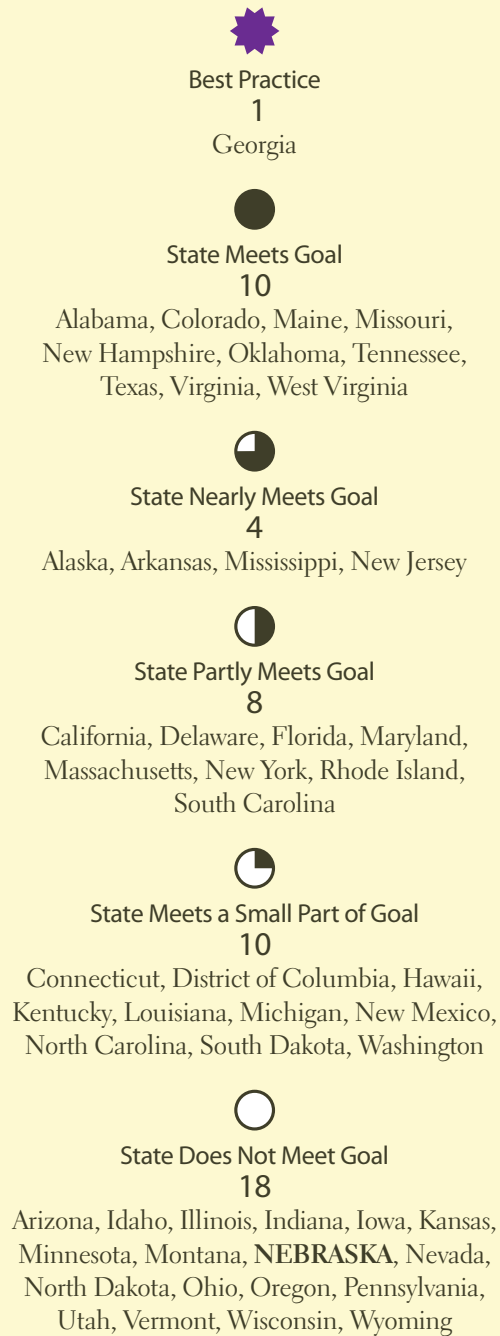 Best Practice
1
Georgia
State Meets Goal
10
Alabama, Colorado, Maine, Missouri,
New Hampshire, Oklahoma, Tennessee,
Texas, Virginia, West Virginia
State Nearly Meets Goal
4
Alaska, Arkansas, Mississippi, New Jersey
State Partly Meets Goal
8
California, Delaware, Florida, Maryland,
Massachusetts, New York, Rhode Island,
South Carolina
State Meets a Small Part of Goal
10
Connecticut, District of Columbia, Hawaii,
Kentucky, Louisiana, Michigan, New Mexico,
North Carolina, South Dakota, Washington
State Does Not Meet Goal
18
Arizona, Idaho, Illinois, Indiana, Iowa, Kansas,
Minnesota, Montana, NEBRASKA, Nevada,
North Dakota, Ohio, Oregon, Pennsylvania,
Utah, Vermont, Wisconsin, Wyoming